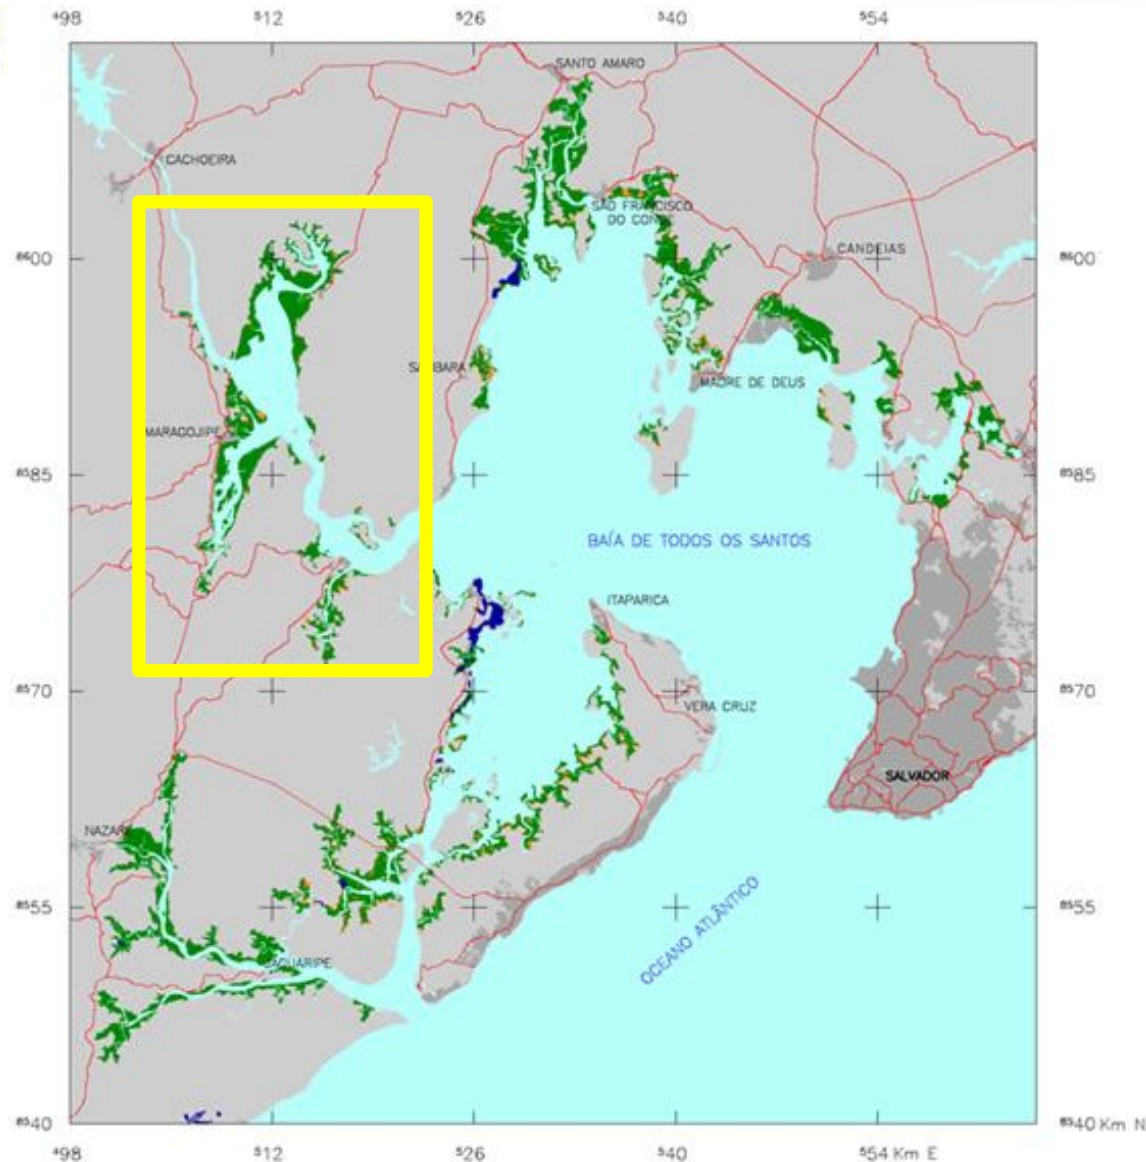 ⁴98 ⁵12 ⁵26 ⁵40 ⁵54
SANTO AMARO
CACHOEIRA
SÃO FRANCISCO
DO CONDE
CANDEIAS
⁸⁶00 ⁸⁶00
SAUBARA
MADRE DE DEUS
MARAGOJIPE
⁸⁵85 ⁸⁵85
BAÍA DE TODOS OS SANTOS
ITAPARICA
⁸⁵70 ⁸⁵70
VERA CRUZ
SALVADOR
NAZARÉ
⁸⁵55 ⁸⁵55
OCEANO ATLÂNTICO
JAGUARIPE
⁸⁵40 ⁸⁵40 Km N
⁴98 ⁵12 ⁵26 ⁵40 ⁵54 Km E